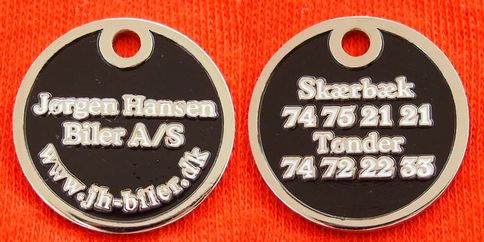 Jørgen Hansen
Biler A/S
www.jh-biler.dk
Skærbæk
74 75 21 21
Tønder
74 72 22 33